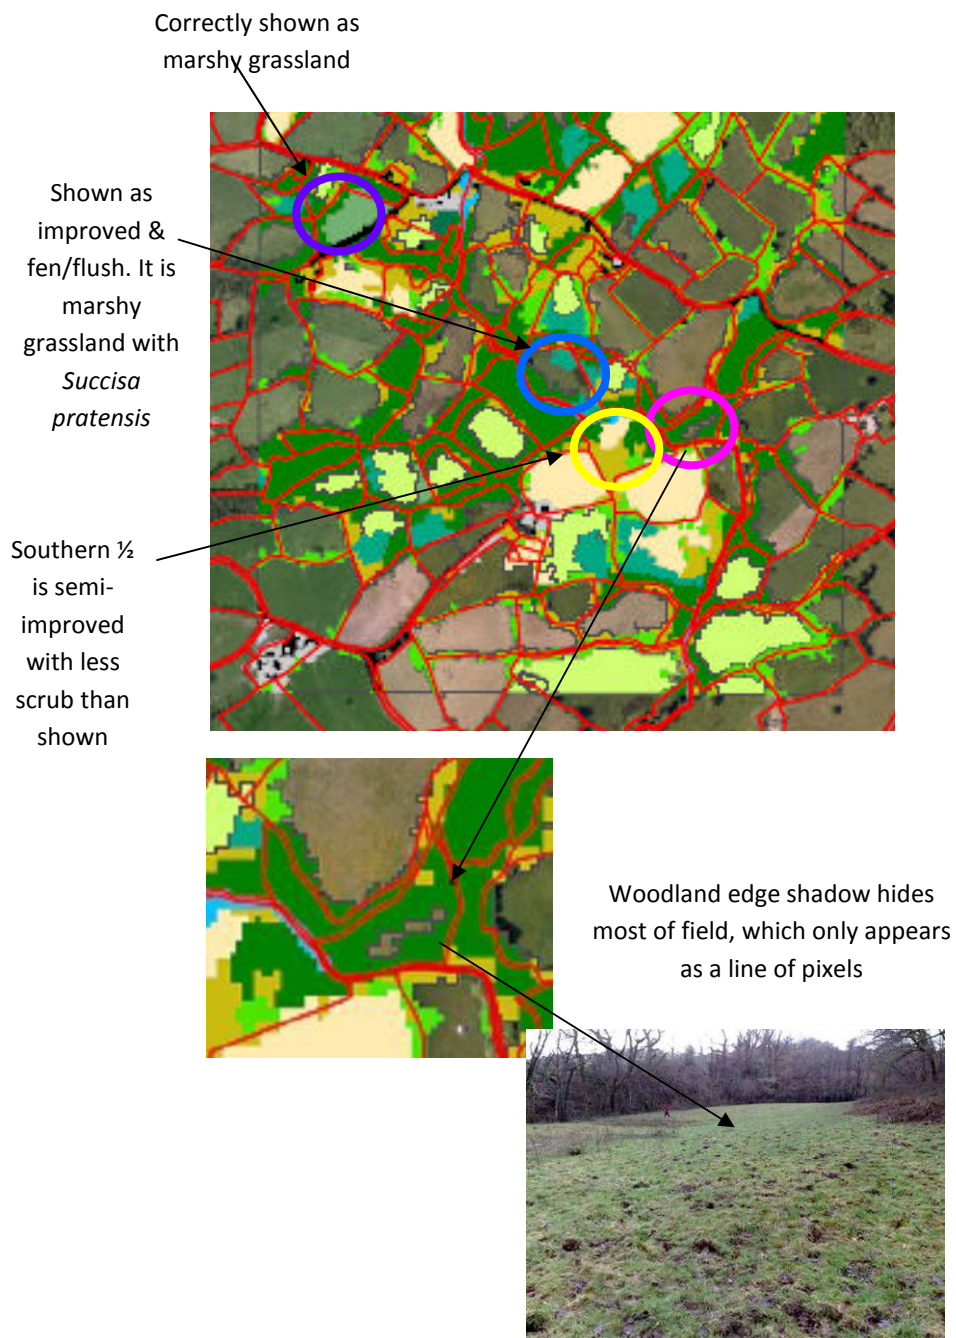 Correctly shown as
marshy grassland
Shown as
improved &
fen/flush. It is
marshy
grassland with
Succisa
pratensis
Southern ½
is semi-
improved
with less
scrub than
shown
Woodland edge shadow hides
most of field, which only appears
as a line of pixels